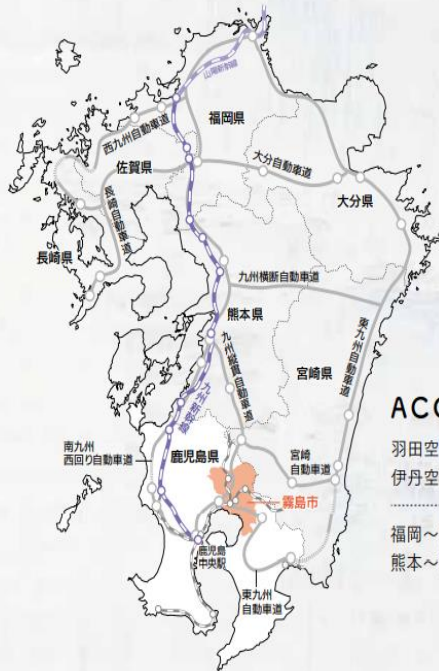 山陽新幹線
福岡県
西九州自動車道
佐賀県
大分自動車道
大分県
長崎自動車道
長崎県
九州横断自動車道
熊本県
東九州自動車道
九州縦貫自動車道
宮崎県
九州新幹線
南九州
西回り自動車道
鹿児島県
宮崎
自動車道
霧島市
鹿児島
中央駅
東九州
自動車道
ACC
羽田空
伊丹空
福岡〜
熊本〜